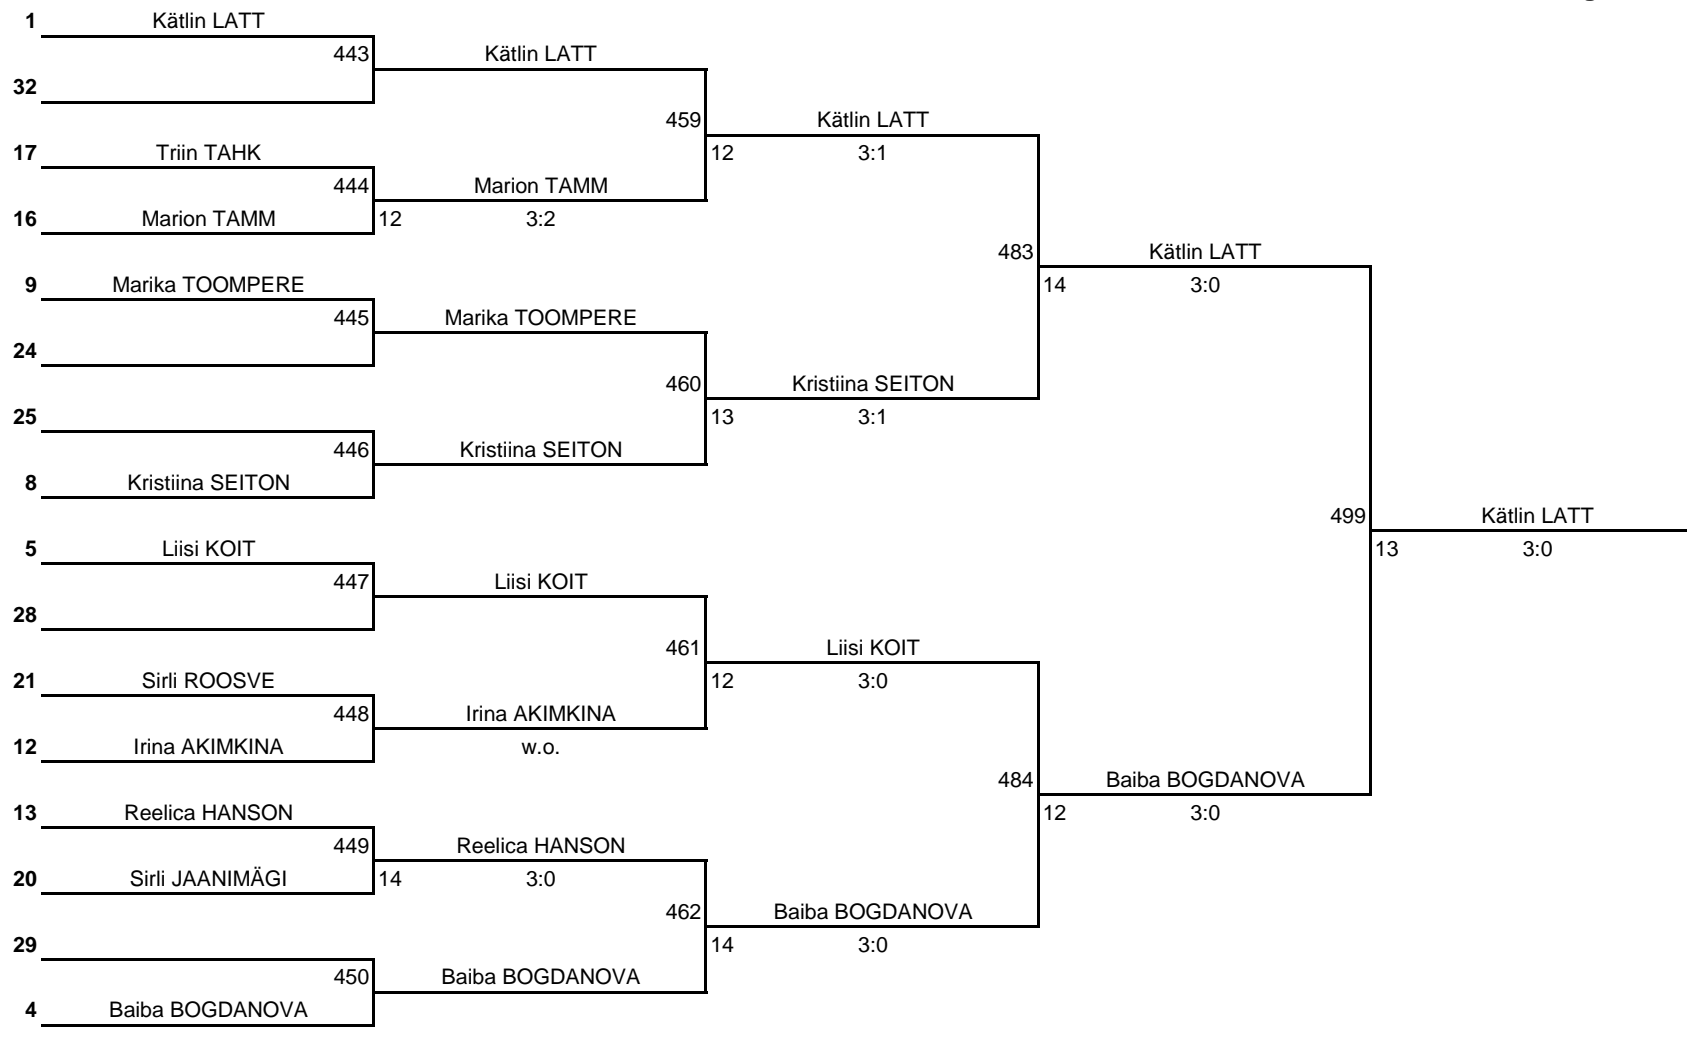 1 Kätlin LATT
443 Kätlin LATT
32
459 Kätlin LATT
17 Triin TAHK 12 3:1
444 Marion TAMM
16 Marion TAMM 12 3:2
483 Kätlin LATT
9 Marika TOOMPERE 14 3:0
445 Marika TOOMPERE
24
460 Kristiina SEITON
25 13 3:1
446 Kristiina SEITON
8 Kristiina SEITON
499 Kätlin LATT
5 Liisi KOIT 13 3:0
447 Liisi KOIT
28
461 Liisi KOIT
21 Sirli ROOSVE 12 3:0
448 Irina AKIMKINA
12 Irina AKIMKINA w.o.
484 Baiba BOGDANOVA
13 Reelica HANSON 12 3:0
449 Reelica HANSON
20 Sirli JAANIMÄGI 14 3:0
462 Baiba BOGDANOVA
29 14 3:0
450 Baiba BOGDANOVA
4 Baiba BOGDANOVA